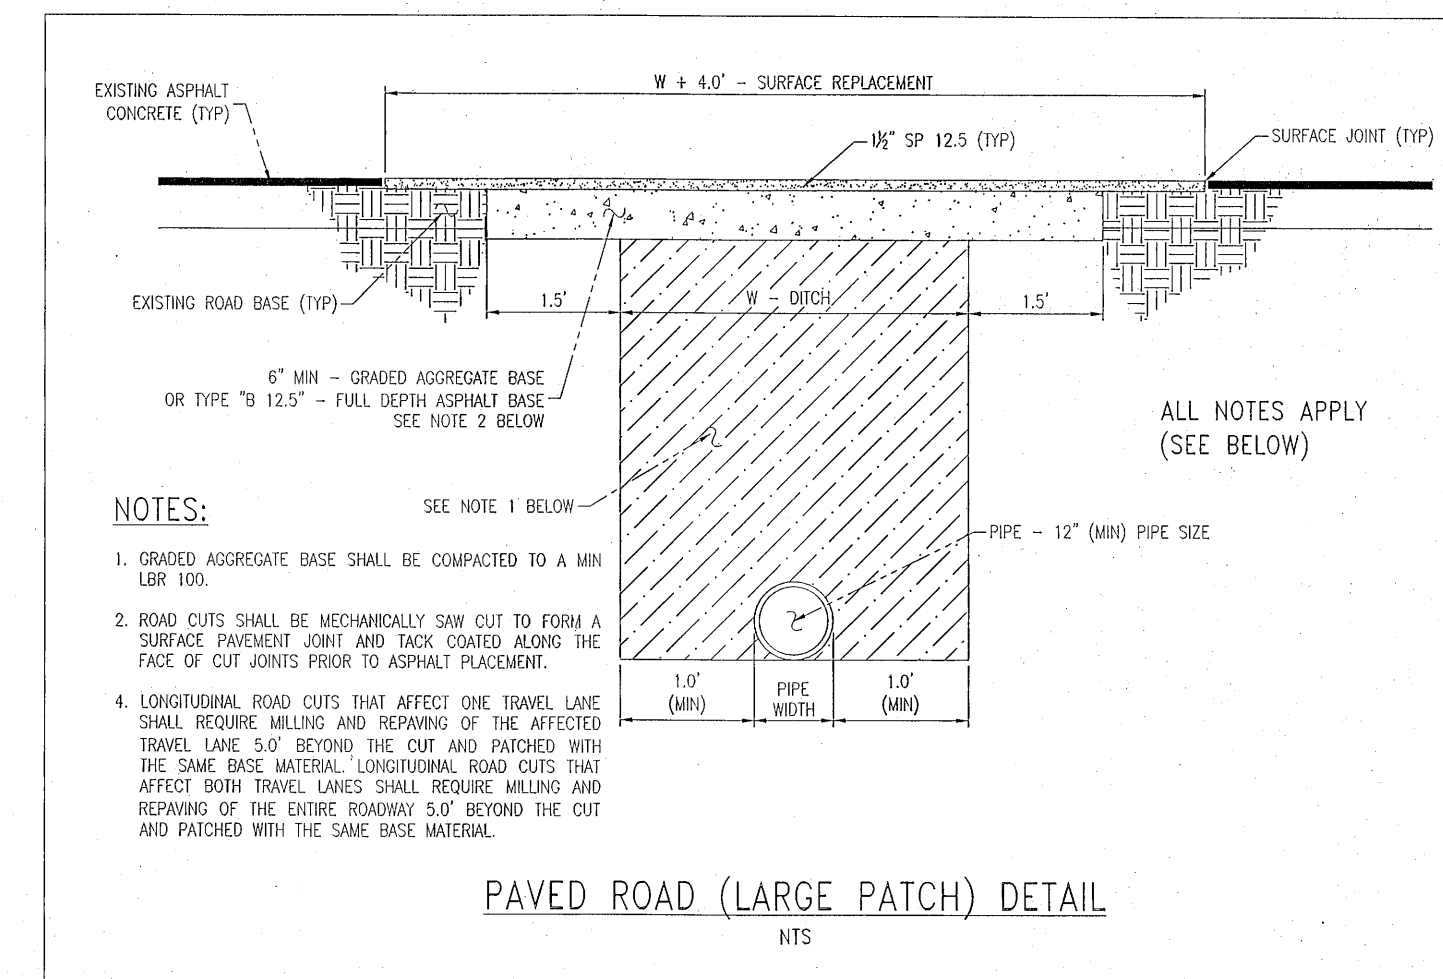 W + 4.0' - SURFACE REPLACEMENT
EXISTING ASPHALT
CONCRETE (TYP)
1½" SP 12.5 (TYP)
SURFACE JOINT (TYP)
EXISTING ROAD BASE (TYP)
1.5'
W - DITCH
1.5'
6" MIN - GRADED AGGREGATE BASE
OR TYPE "B 12.5" - FULL DEPTH ASPHALT BASE
SEE NOTE 2 BELOW
ALL NOTES APPLY
(SEE BELOW)
SEE NOTE 1 BELOW
PIPE - 12" (MIN) PIPE SIZE
1.0'
(MIN)
PIPE
WIDTH
1.0'
(MIN)
NOTES:
1. GRADED AGGREGATE BASE SHALL BE COMPACTED TO A MIN
LBR 100.
2. ROAD CUTS SHALL BE MECHANICALLY SAW CUT TO FORM A
SURFACE PAVEMENT JOINT AND TACK COATED ALONG THE
FACE OF CUT JOINTS PRIOR TO ASPHALT PLACEMENT.
4. LONGITUDINAL ROAD CUTS THAT AFFECT ONE TRAVEL LANE
SHALL REQUIRE MILLING AND REPAVING OF THE AFFECTED
TRAVEL LANE 5.0' BEYOND THE CUT AND PATCHED WITH
THE SAME BASE MATERIAL. LONGITUDINAL ROAD CUTS THAT
AFFECT BOTH TRAVEL LANES SHALL REQUIRE MILLING AND
REPAVING OF THE ENTIRE ROADWAY 5.0' BEYOND THE CUT
AND PATCHED WITH THE SAME BASE MATERIAL.
PAVED ROAD (LARGE PATCH) DETAIL
NTS